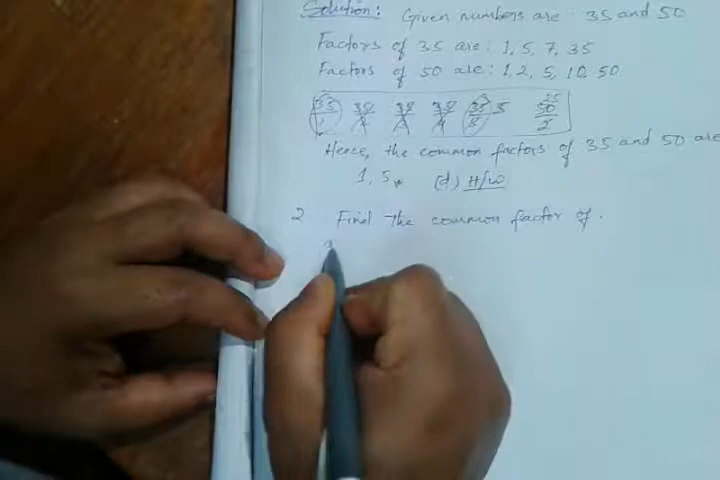 Solution: Given numbers are : 35 and 50
Factors of 35 are: 1, 5, 7, 35
Factors of 50 are: 1, 2, 5, 10, 50
Hence, the common factors of 35 and 50 are
1, 5, (d) H/W
2 Find the common factor of.